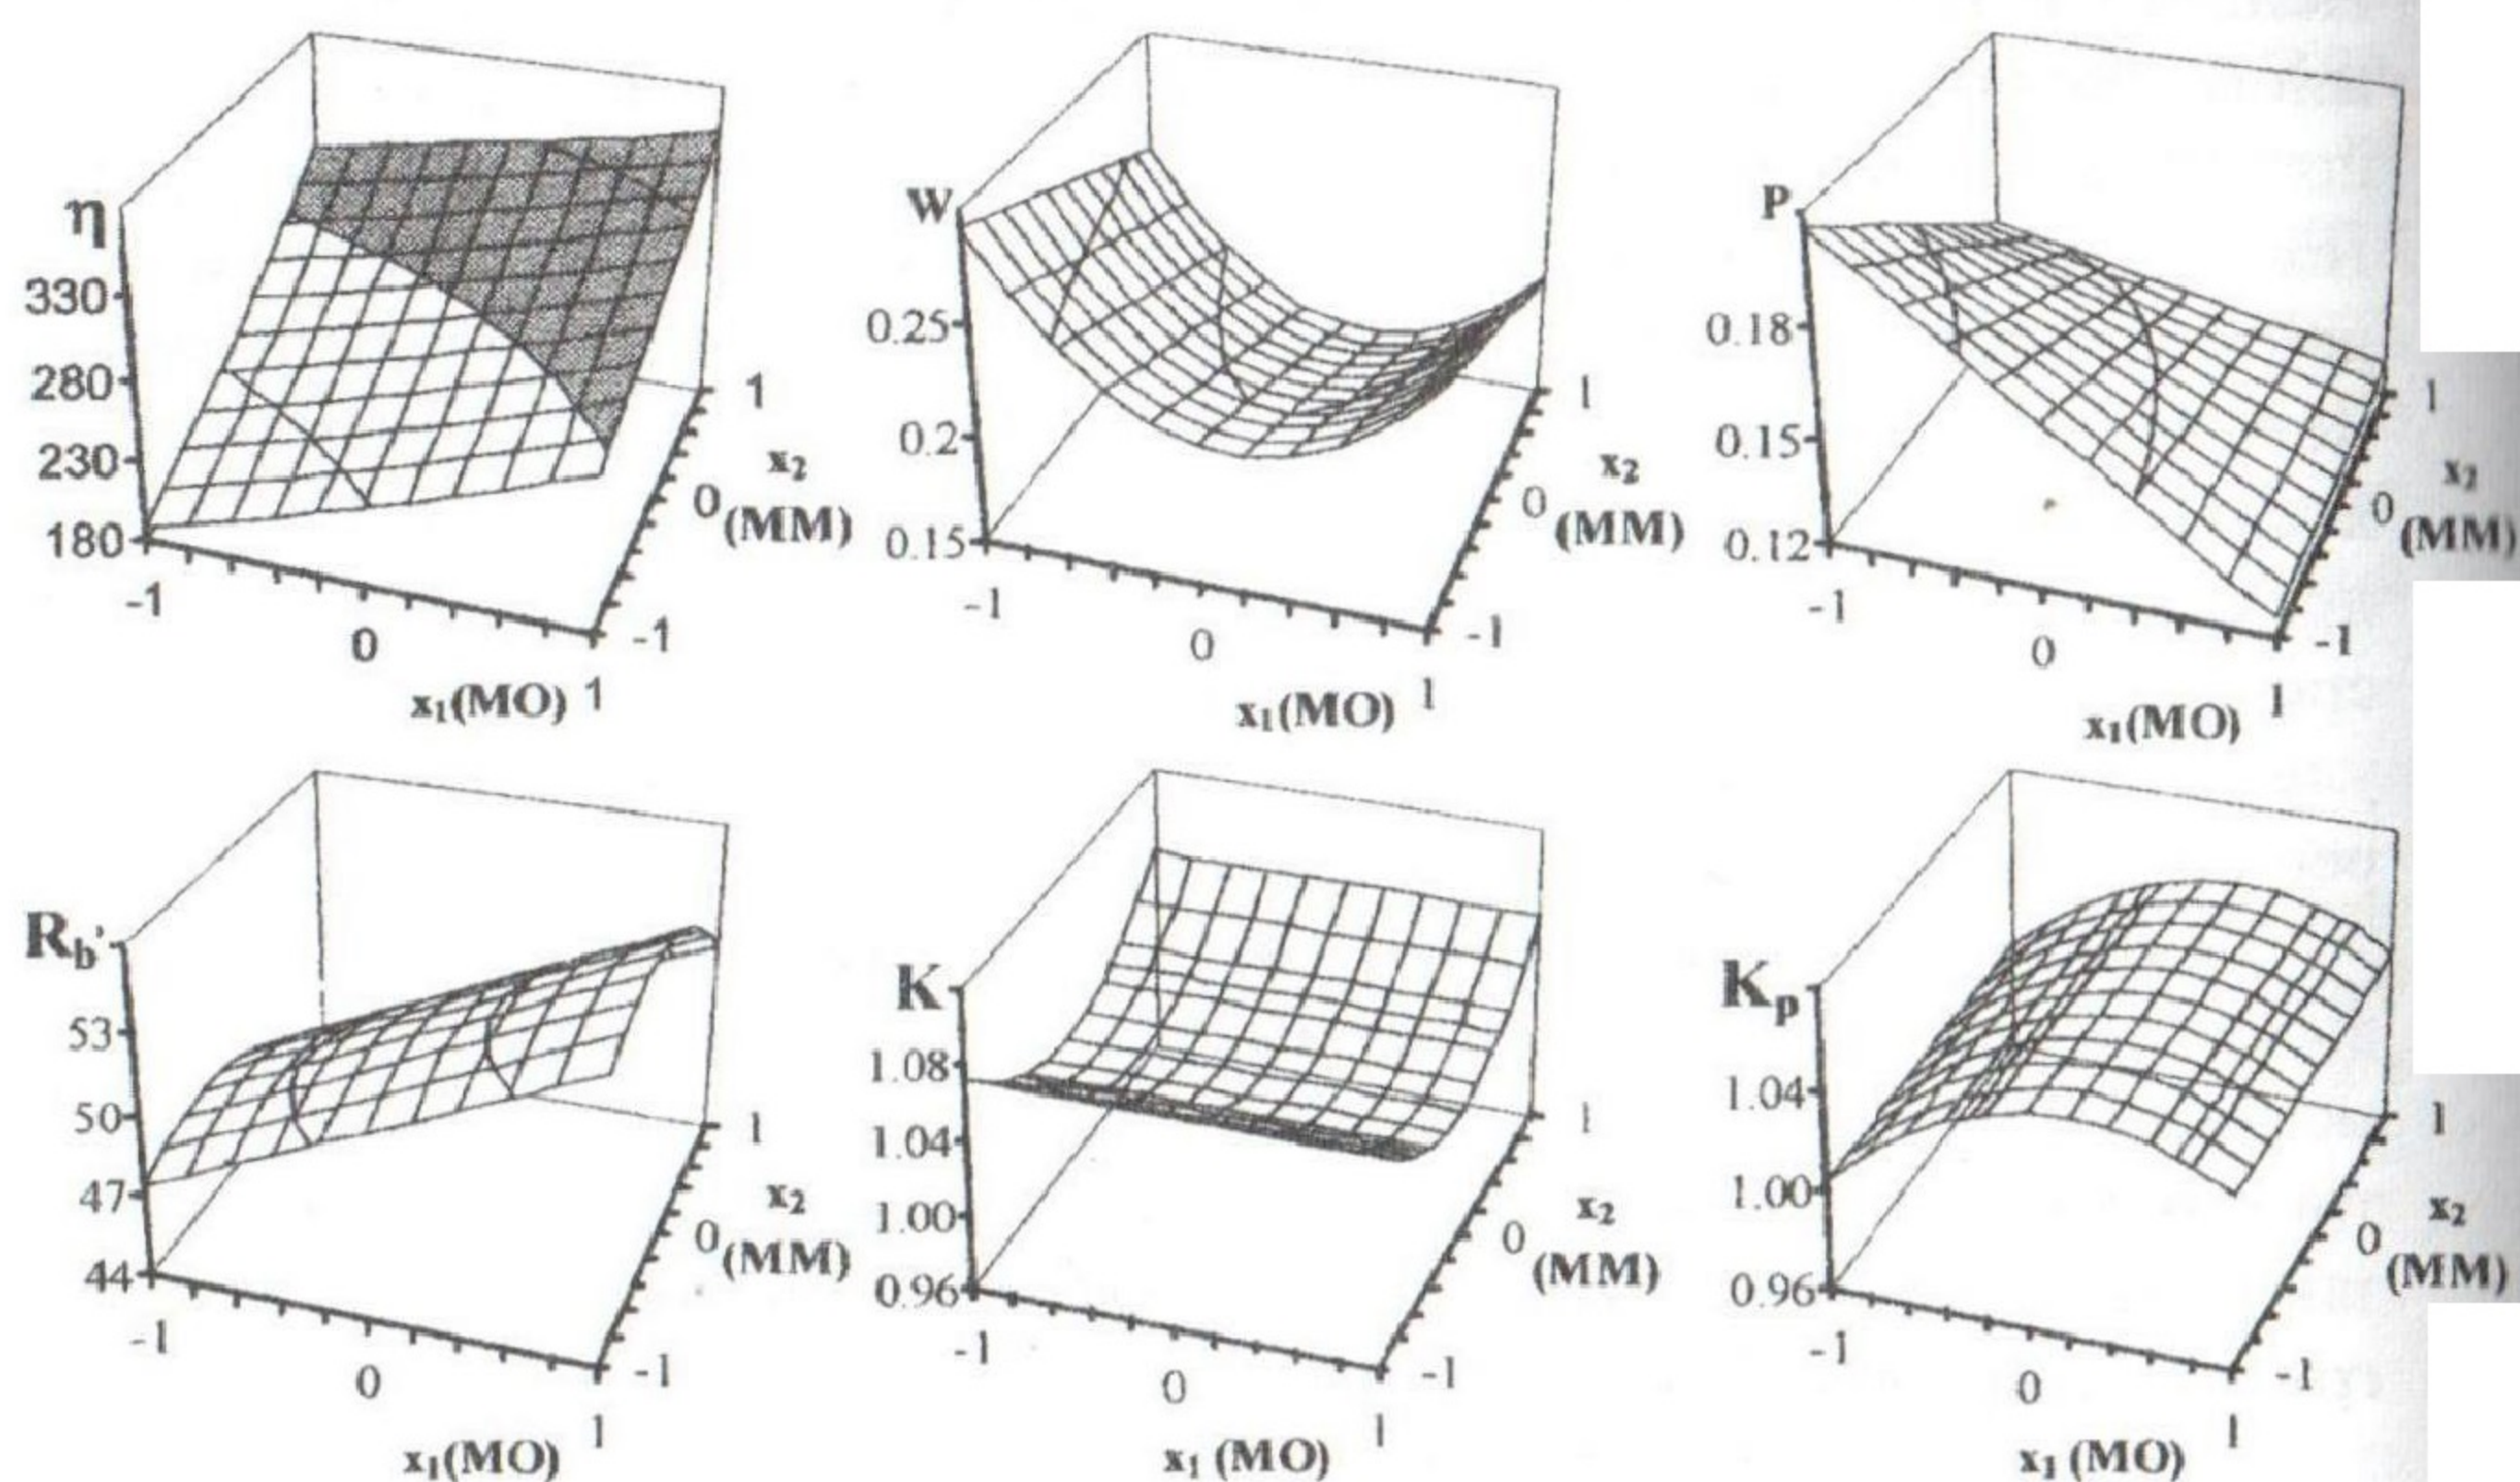 η
330
280
230
180
-1
0
1
x₁(MO)
-1
0
1
x₂
(MM)
W
0.25
0.2
0.15
-1
0
1
x₁(MO)
-1
0
1
x₂
(MM)
P
0.18
0.15
0.12
-1
0
1
x₁(MO)
-1
0
1
x₂
(MM)
R_b'
53
50
47
44
-1
0
1
x₁(MO)
-1
0
1
x₂
(MM)
K
1.08
1.04
1.00
0.96
-1
0
1
x₁ (MO)
-1
0
1
x₂
(MM)
K_p
1.04
1.00
0.96
-1
0
1
x₁ (MO)
-1
0
1
x₂
(MM)